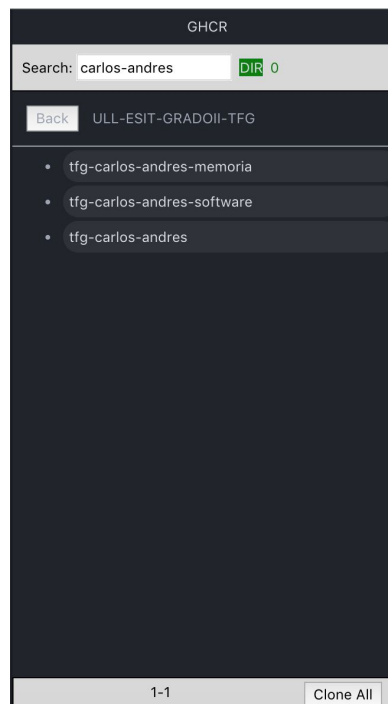 GHCR
Search: carlos-andres DIR 0
Back ULL-ESIT-GRADOII-TFG
tfg-carlos-andres-memoria
tfg-carlos-andres-software
tfg-carlos-andres
1-1 Clone All